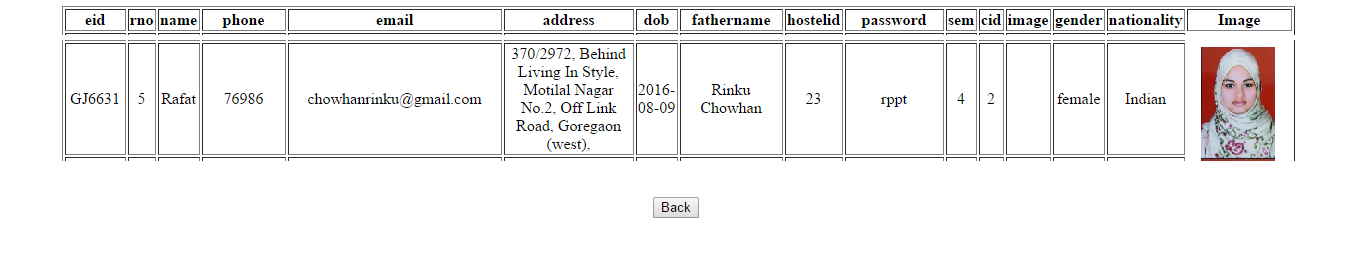 eid rno name phone email address dob fathername hostelid password sem cid image gender nationality Image
GJ6631 5 Rafat 76986 chowhanrinku@gmail.com 370/2972, Behind
Living In Style,
Motilal Nagar
No.2, Off Link
Road, Goregaon
(west),
2016-
08-09
Rinku
Chowhan
23 rppt 4 2 female Indian
Back